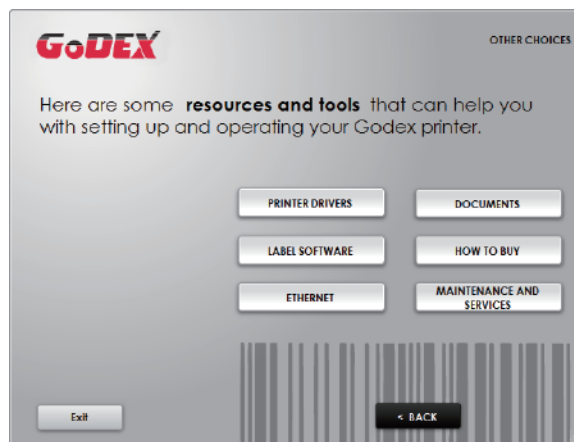 GoDEX
OTHER CHOICES
Here are some resources and tools that can help you
with setting up and operating your Godex printer.
PRINTER DRIVERS
DOCUMENTS
LABEL SOFTWARE
HOW TO BUY
ETHERNET
MAINTENANCE AND
SERVICES
Exit
< BACK